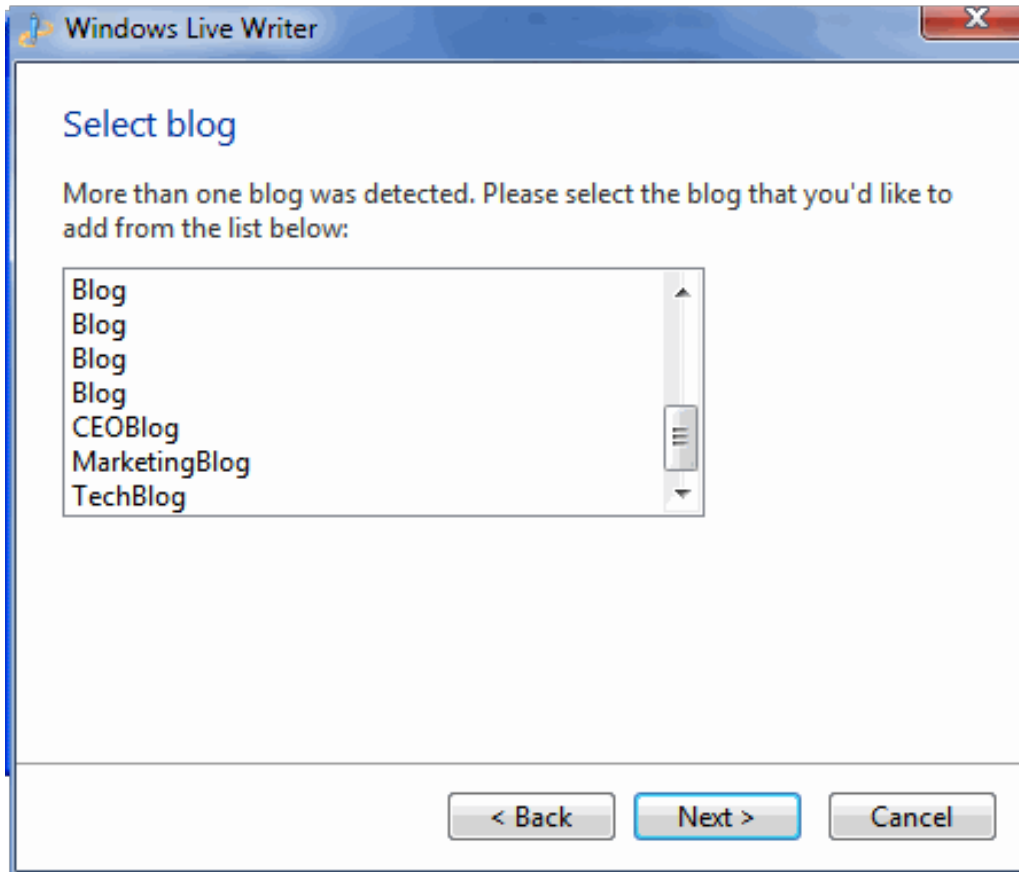 Windows Live Writer
Select blog
More than one blog was detected. Please select the blog that you'd like to
add from the list below:
Blog
Blog
Blog
Blog
CEOBlog
MarketingBlog
TechBlog
< Back Next > Cancel